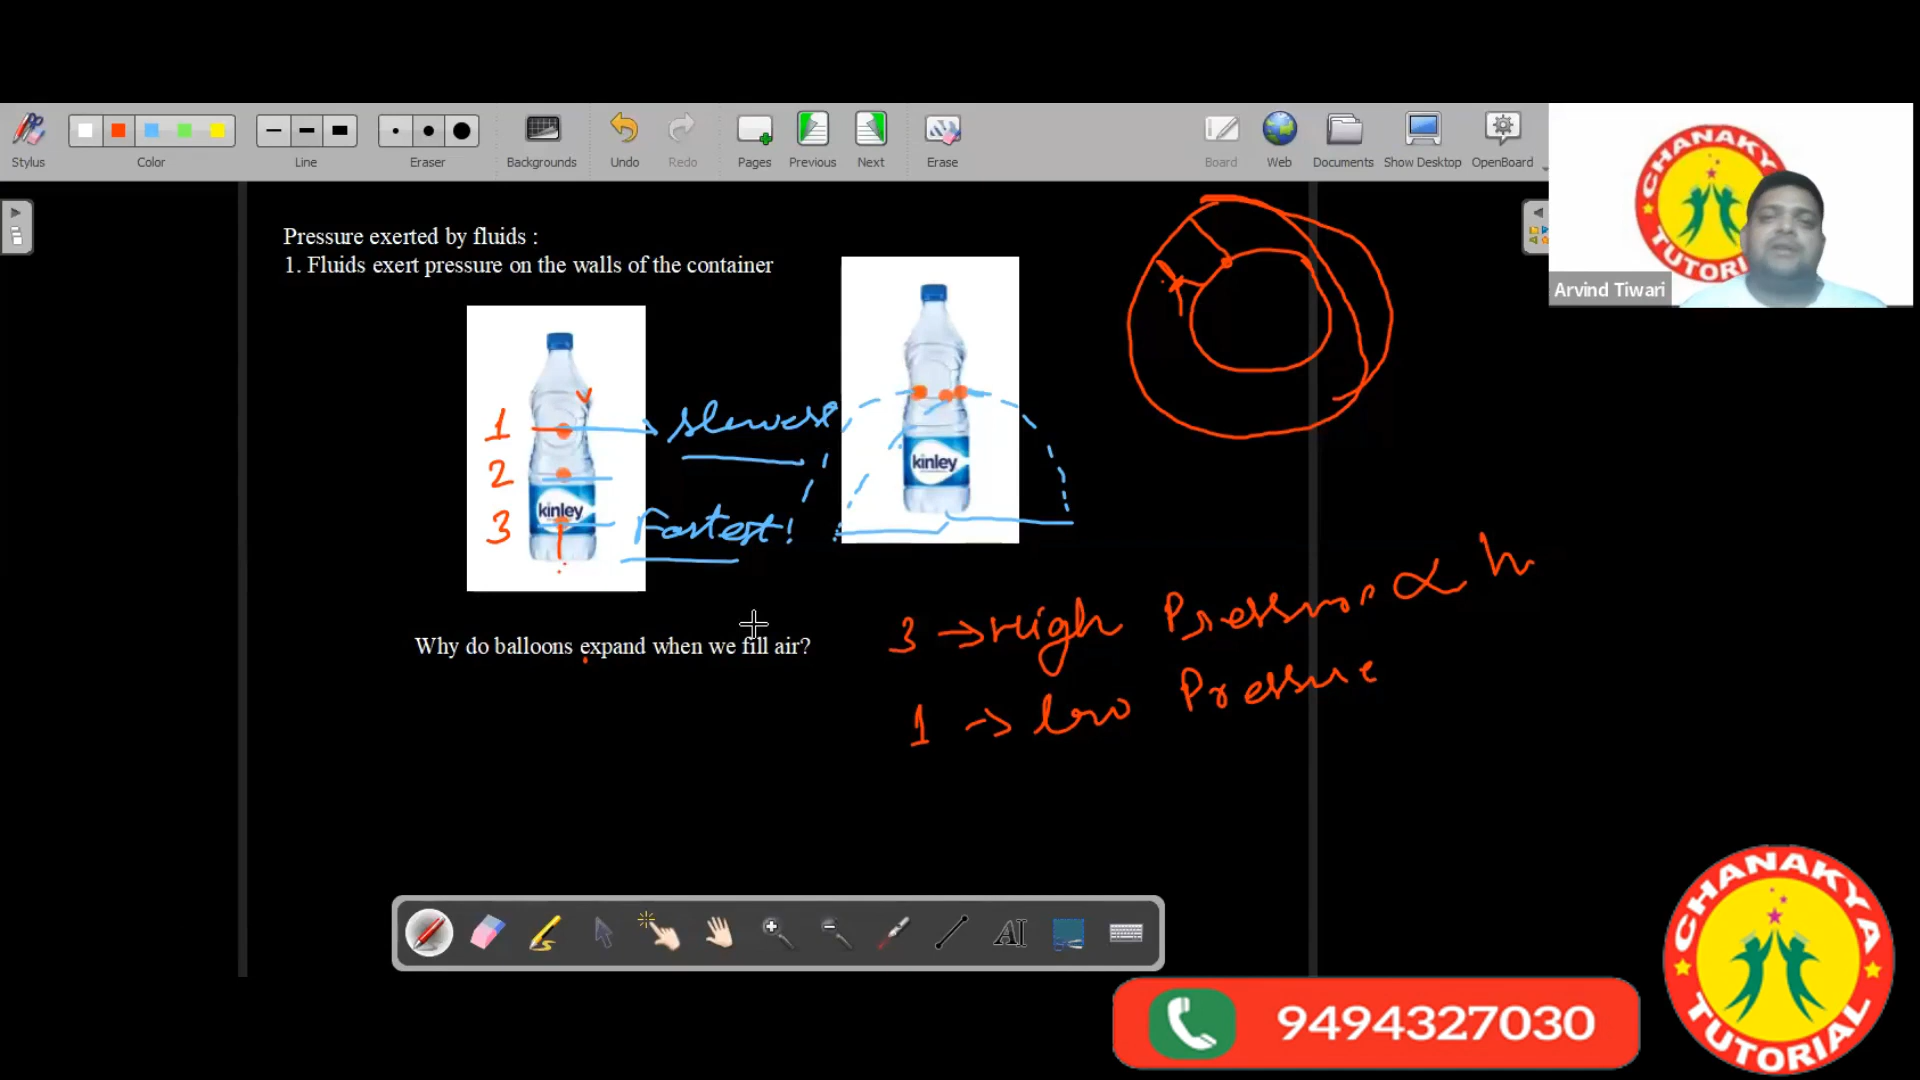 Stylus
Color
Line
Eraser
Backgrounds
Undo
Redo
Pages
Previous
Next
Erase
Board
Web
Documents
Show Desktop
OpenBoard
CHANAKYA
TUTORIAL
Arvind Tiwari
Pressure exerted by fluids :
1. Fluids exert pressure on the walls of the container
1
slowest
2
kinley
3
Fastest!
kinley
3 → High Pressure ∝ h
Why do balloons expand when we fill air?
1 → low Pressure
AI
9494327030
CHANAKYA
TUTORIAL